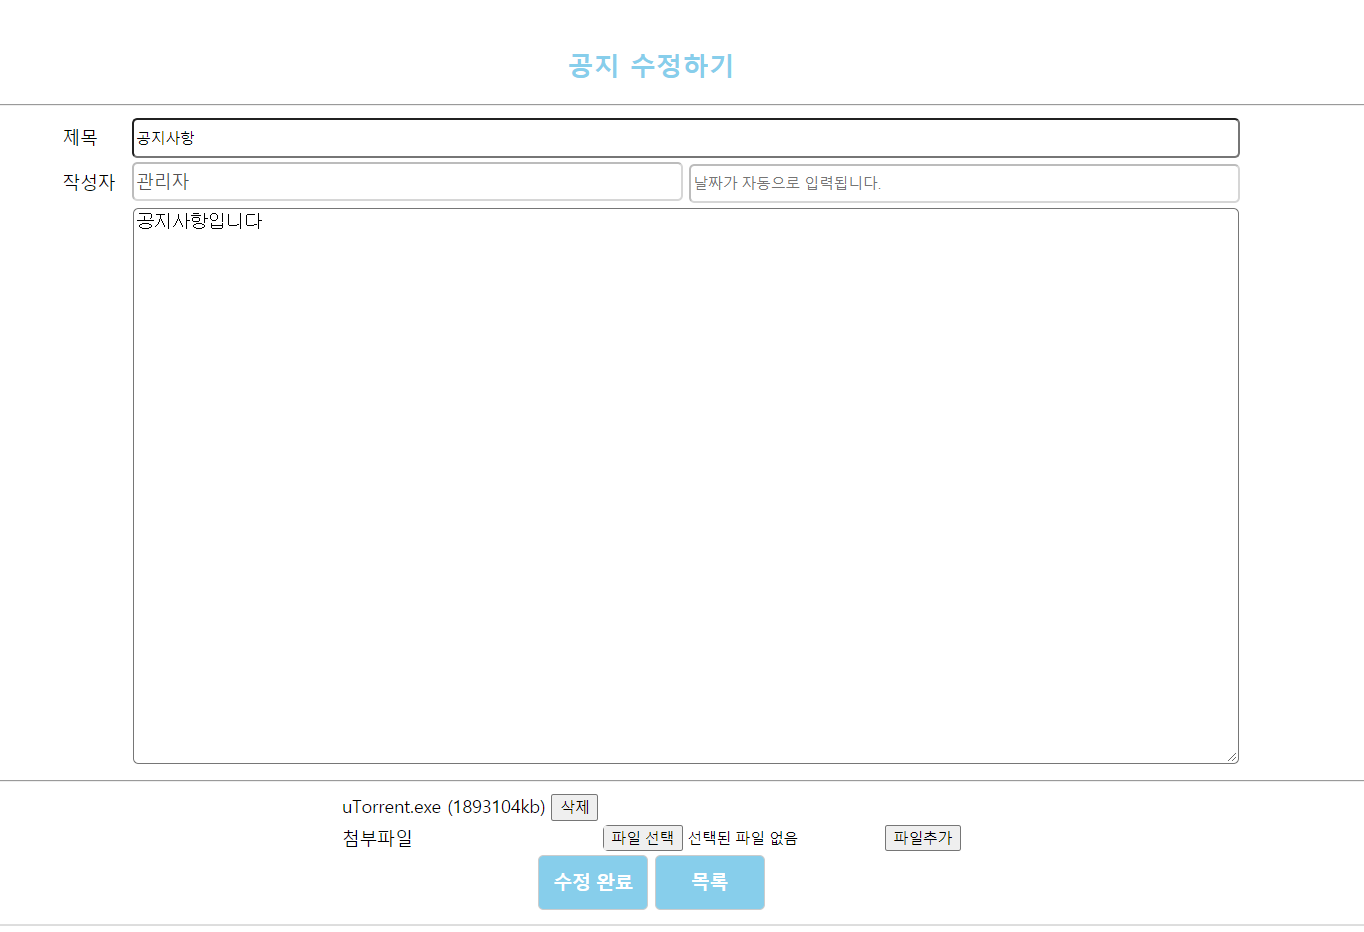 공지 수정하기
제목 공지사항
작성자 관리자 날짜가 자동으로 입력됩니다.
공지사항입니다
uTorrent.exe (1893104kb) 삭제
첨부파일 파일 선택 선택된 파일 없음 파일추가
수정 완료 목록